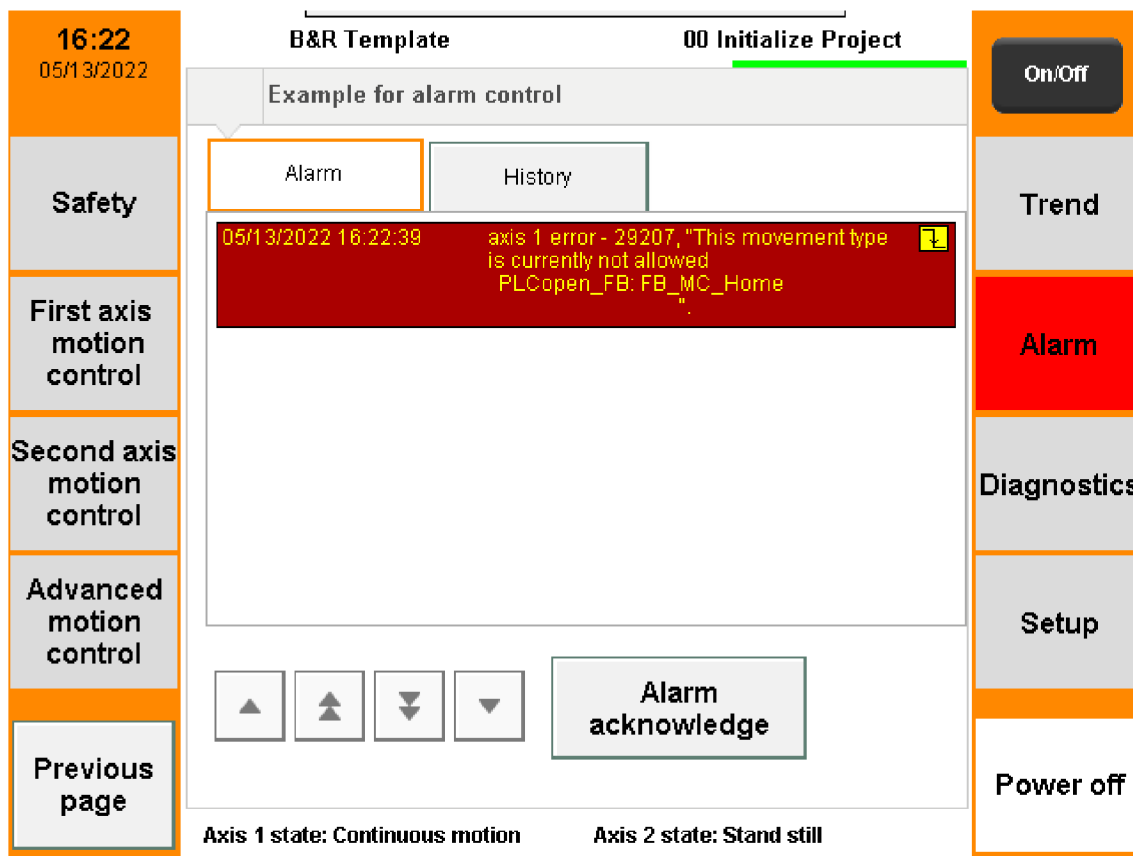 16:22
05/13/2022
B&R Template
00 Initialize Project
On/Off
Example for alarm control
Alarm
History
Safety
First axis
motion
control
Second axis
motion
control
Advanced
motion
control
Previous
page
05/13/2022 16:22:39
axis 1 error - 29207, "This movement type
is currently not allowed
PLCopen_FB: FB_MC_Home
".
Alarm
acknowledge
Trend
Alarm
Diagnostics
Setup
Power off
Axis 1 state: Continuous motion
Axis 2 state: Stand still